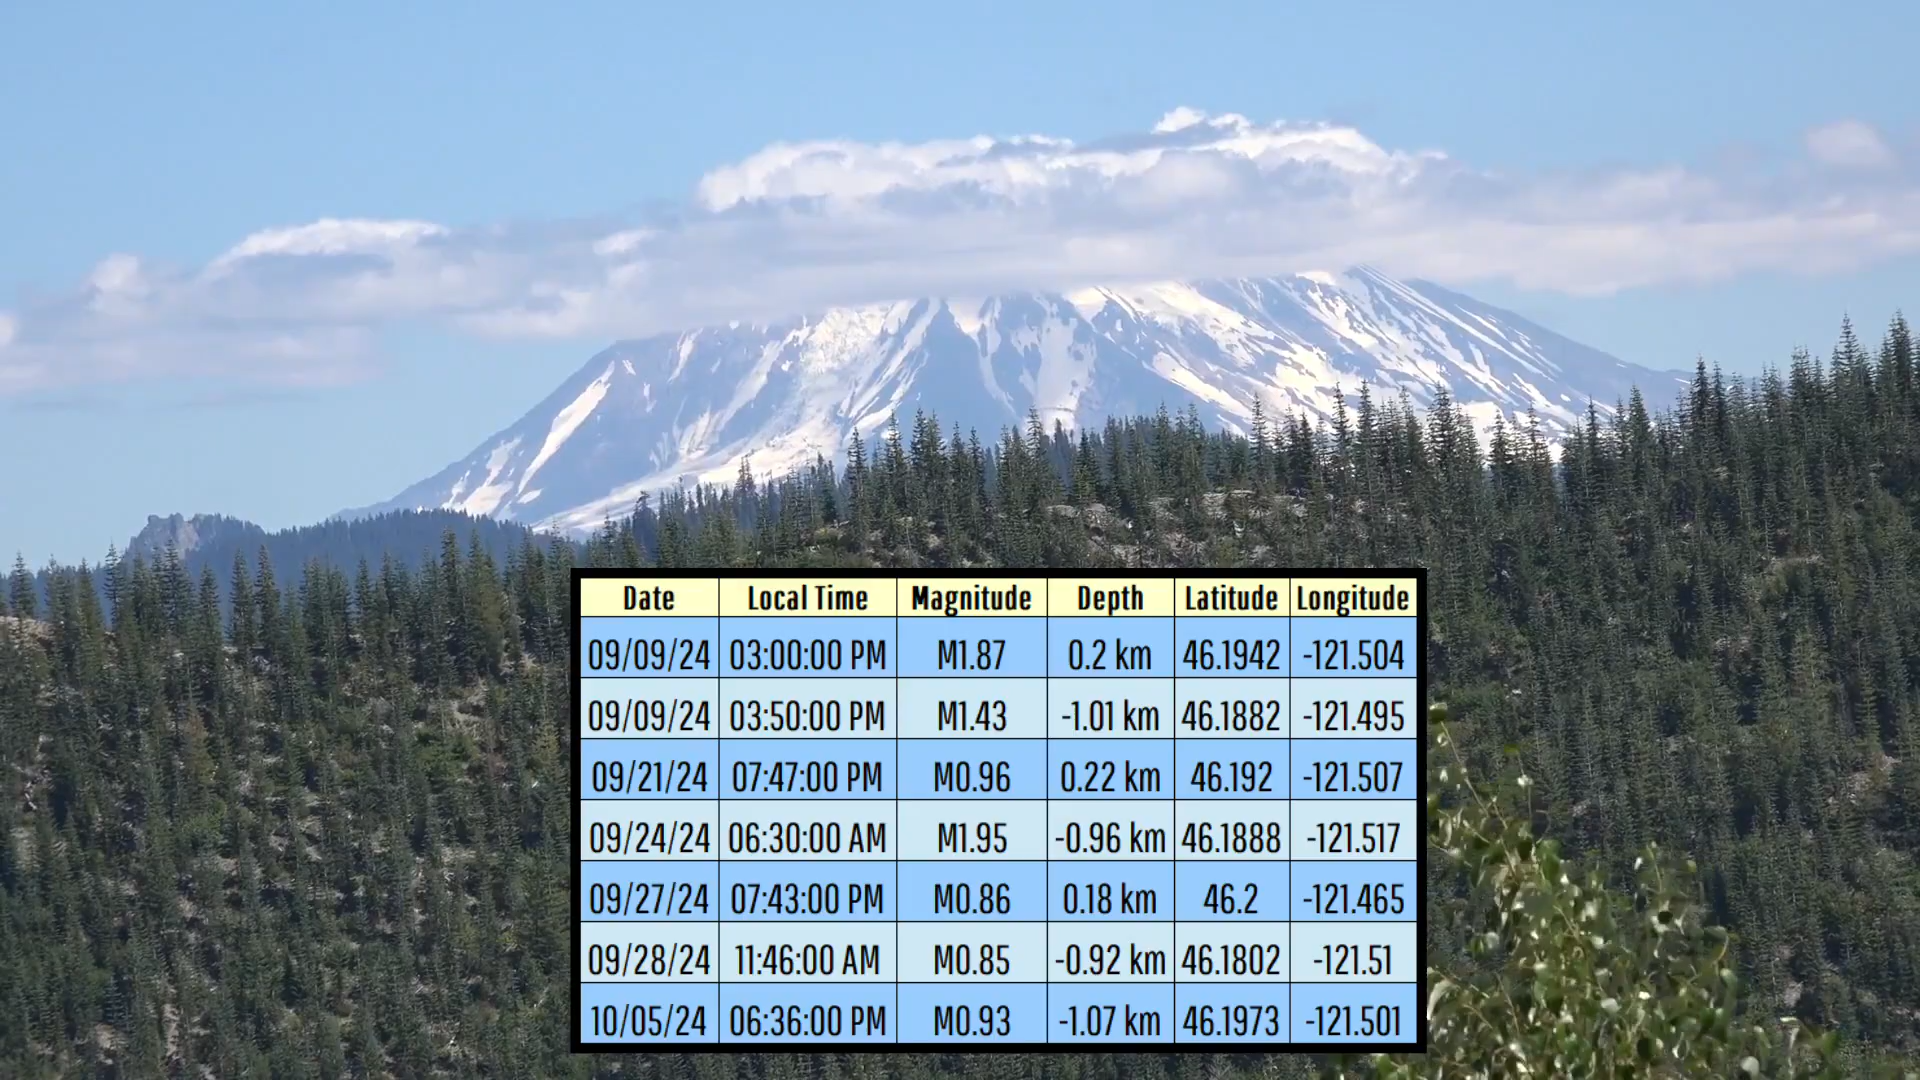 Date Local Time Magnitude Depth Latitude Longitude
09/09/24 03:00:00 PM M1.87 0.2 km 46.1942 -121.504
09/09/24 03:50:00 PM M1.43 -1.01 km 46.1882 -121.495
09/21/24 07:47:00 PM M0.96 0.22 km 46.192 -121.507
09/24/24 06:30:00 AM M1.95 -0.96 km 46.1888 -121.517
09/27/24 07:43:00 PM M0.86 0.18 km 46.2 -121.465
09/28/24 11:46:00 AM M0.85 -0.92 km 46.1802 -121.51
10/05/24 06:36:00 PM M0.93 -1.07 km 46.1973 -121.501